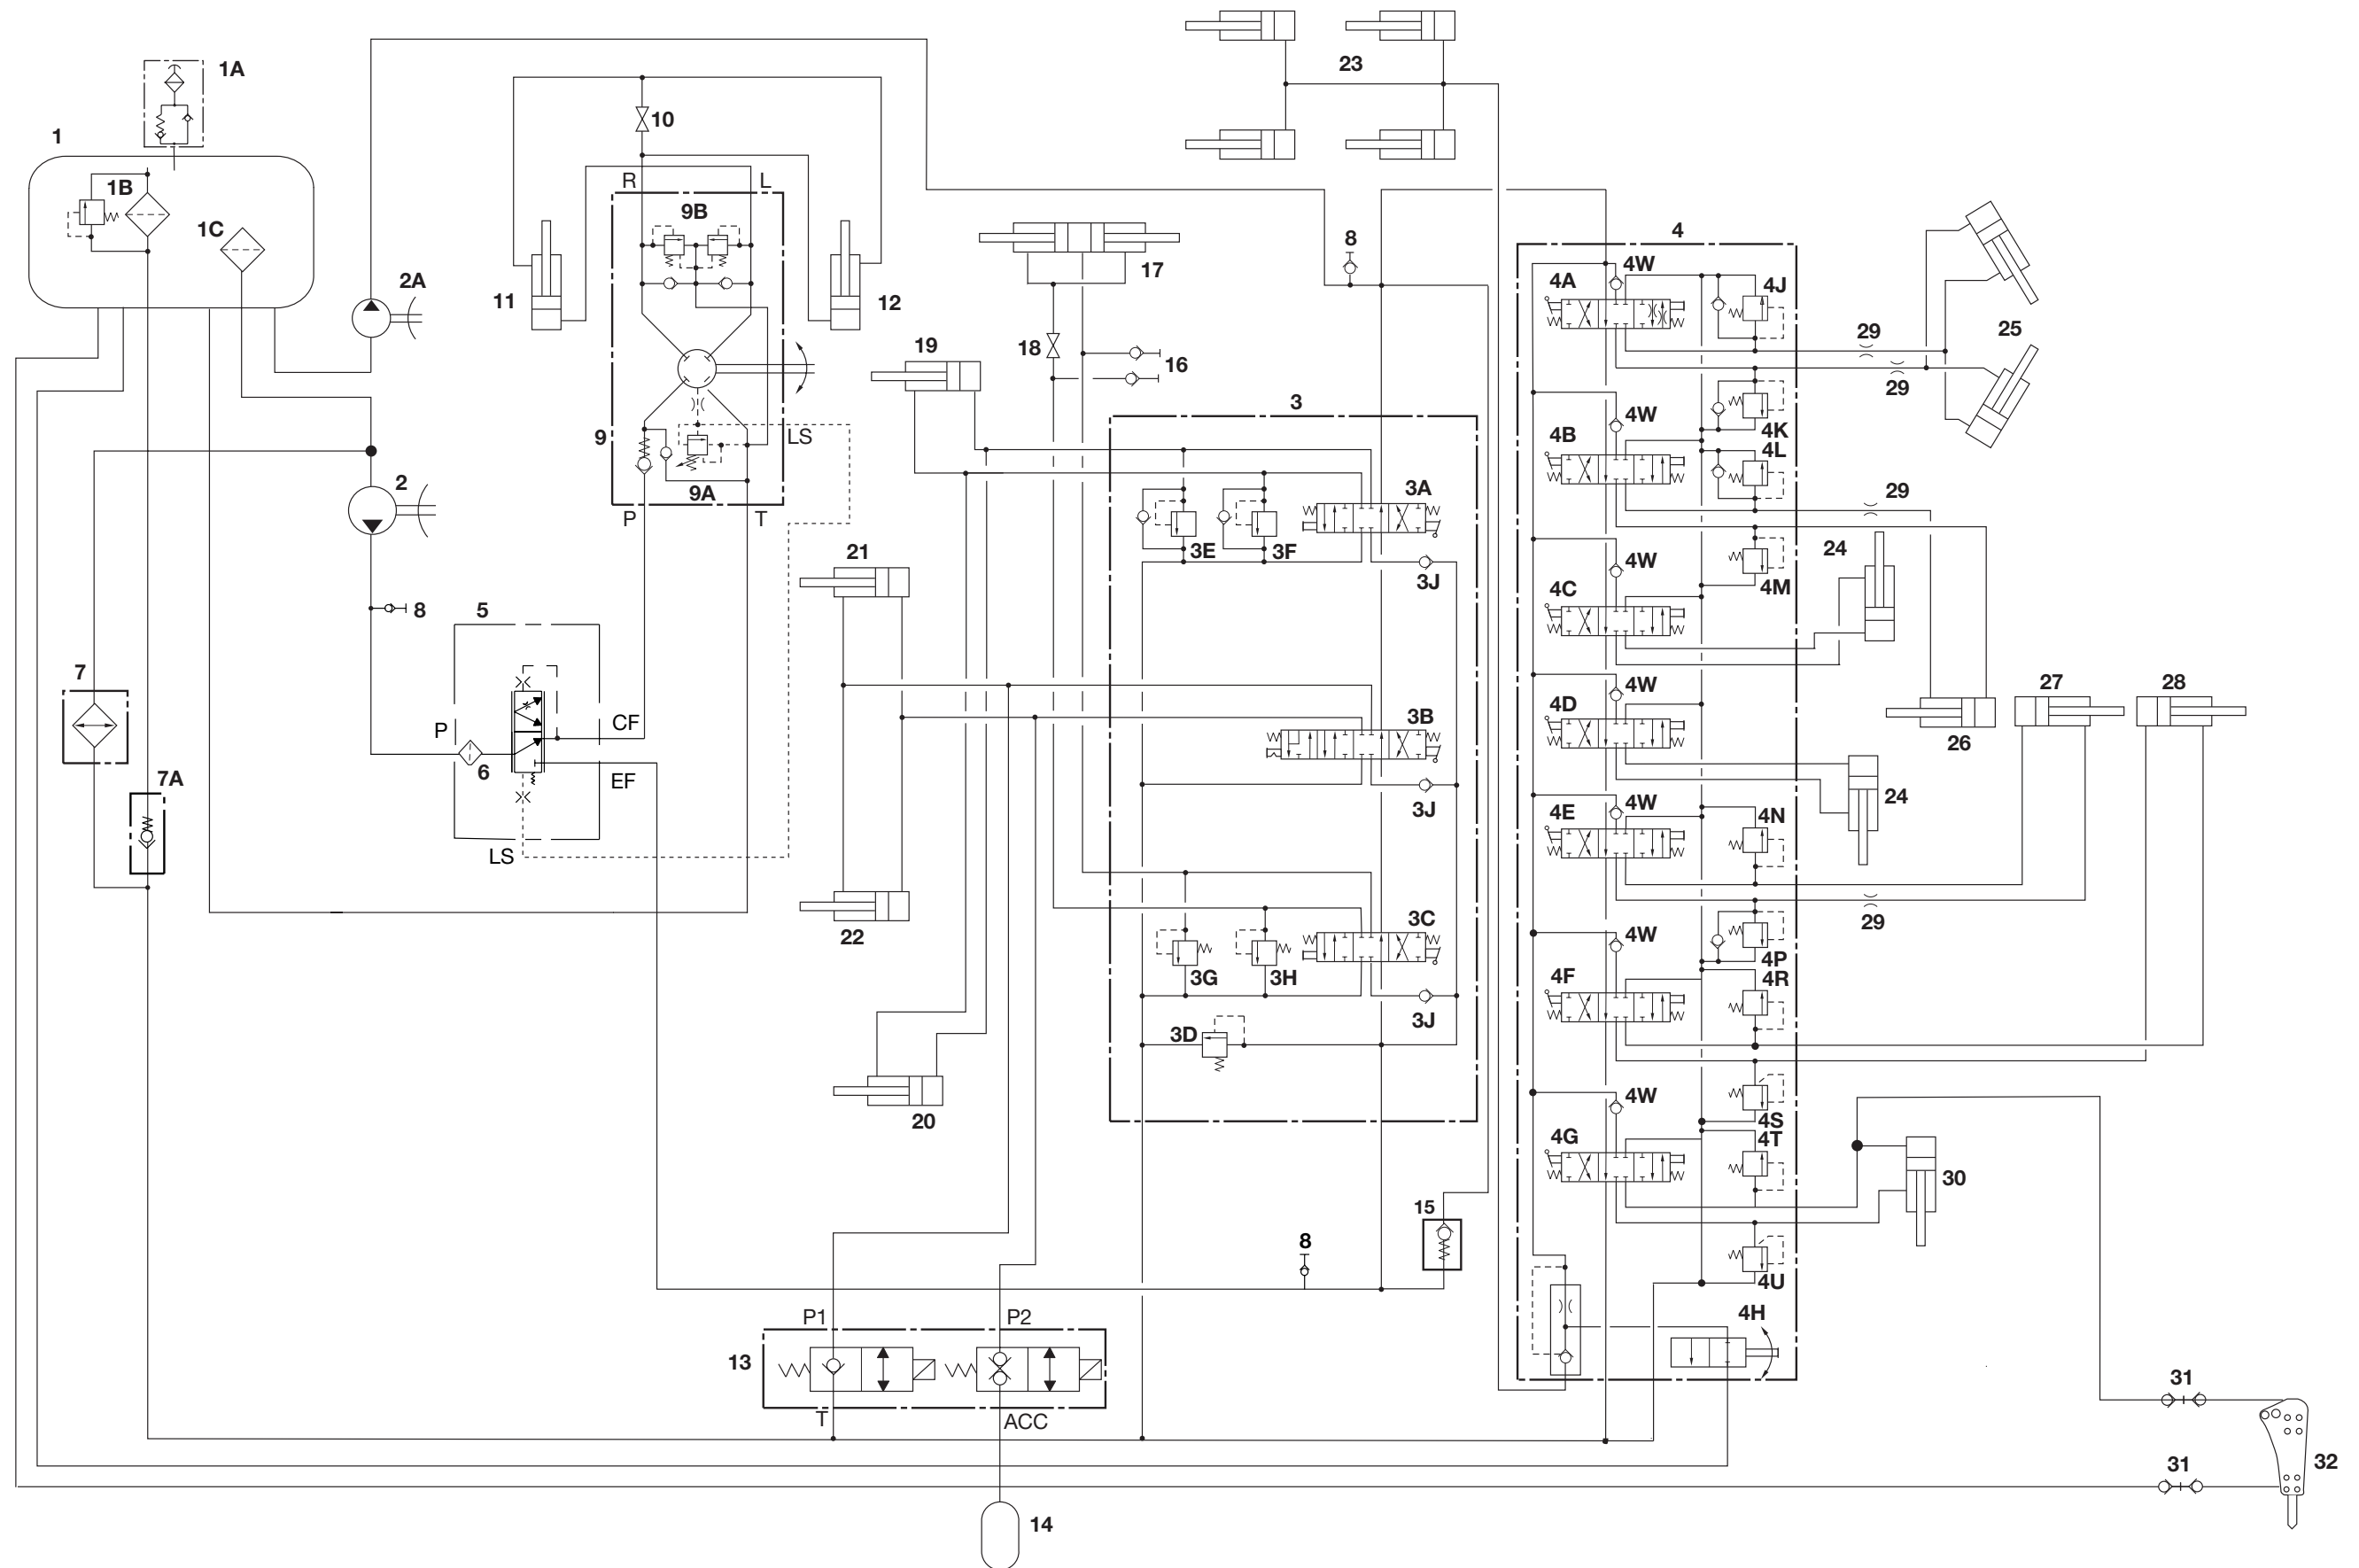 23
1A
1
10
1B
R
L
9B
1C
8
4
17
4W
2A
4A
4J
11
12
29
25
18
19
16
29
3
4W
4K
9
LS
4B
4L
2
9A
3A
29
P
T
21
3E
3F
24
4W
3J
4M
4C
8
5
7
4W
27
28
CF
3B
4D
P
26
6
7A
EF
3J
4W
24
4E
4N
LS
3C
29
22
4W
4P
3G
3H
4F
4R
3J
3D
4W
4S
20
4G
4T
30
15
8
4U
P1
P2
4H
13
31
T
ACC
31
32
14